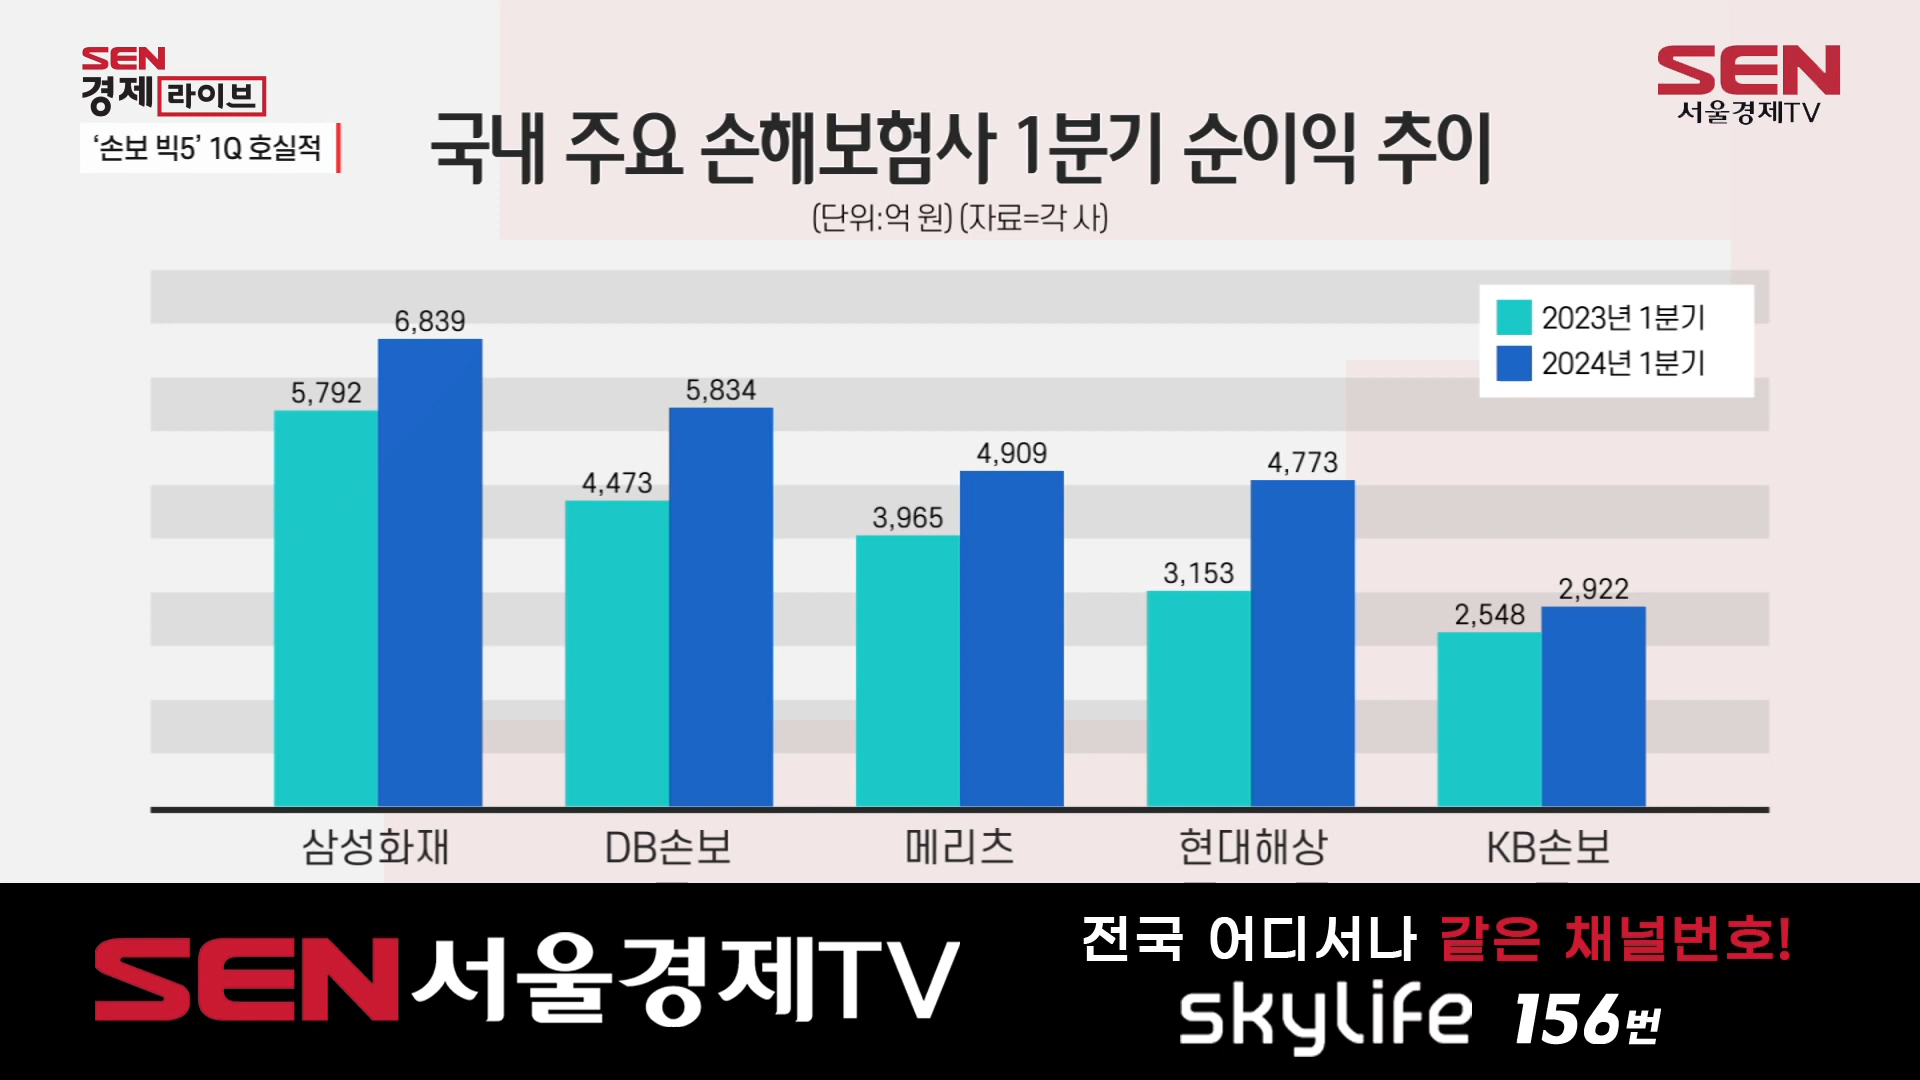 SEN
경제 라이브
‘손보 빅5’ 1Q 호실적
SEN
서울경제TV
국내 주요 손해보험사 1분기 순이익 추이
(단위:억 원) (자료=각 사)
2023년 1분기
2024년 1분기
5,792
6,839
4,473
5,834
3,965
4,909
3,153
4,773
2,548
2,922
삼성화재
DB손보
메리츠
현대해상
KB손보
SEN 서울경제TV
전국 어디서나 같은 채널번호!
skylife 156번